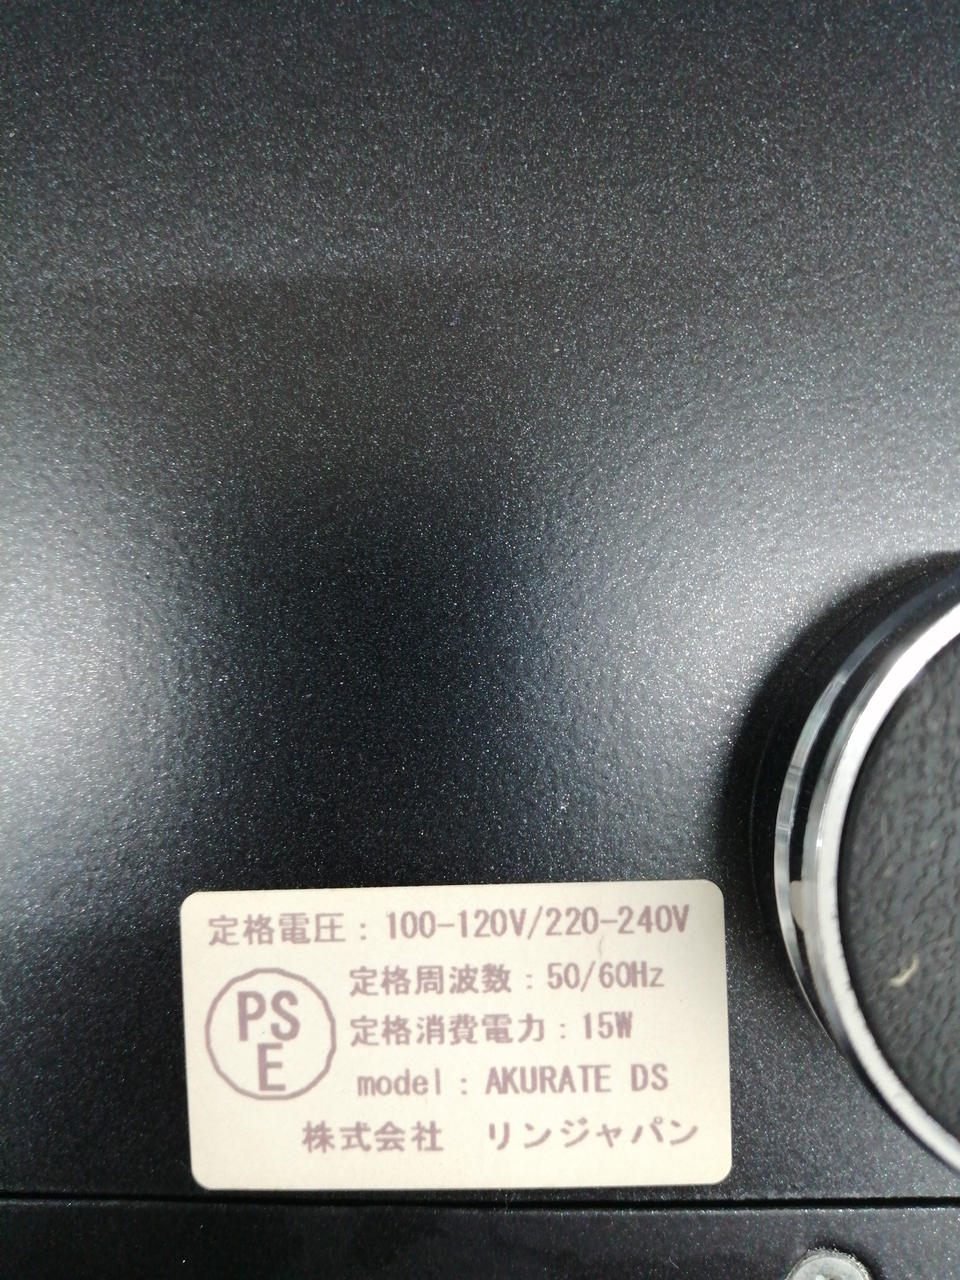 定格電圧：100-120V/220-240V
PS
E
定格周波数：50/60Hz
定格消費電力：15W
model：AKURATE DS
株式会社　リンジャパン